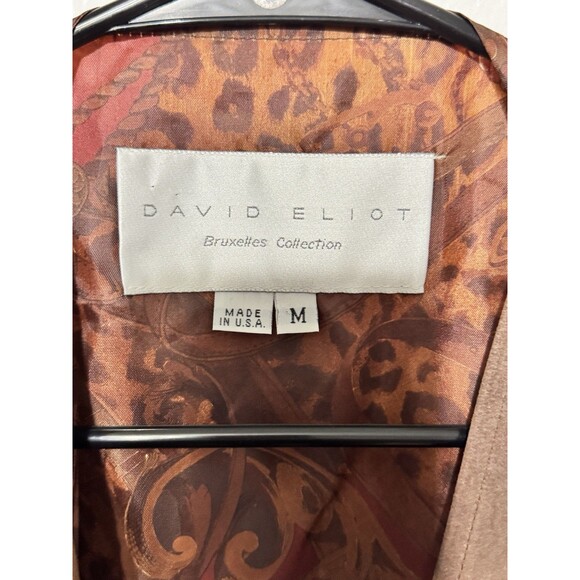 DAVID ELIOT
Bruxelles Collection
MADE
IN U.S.A.
M